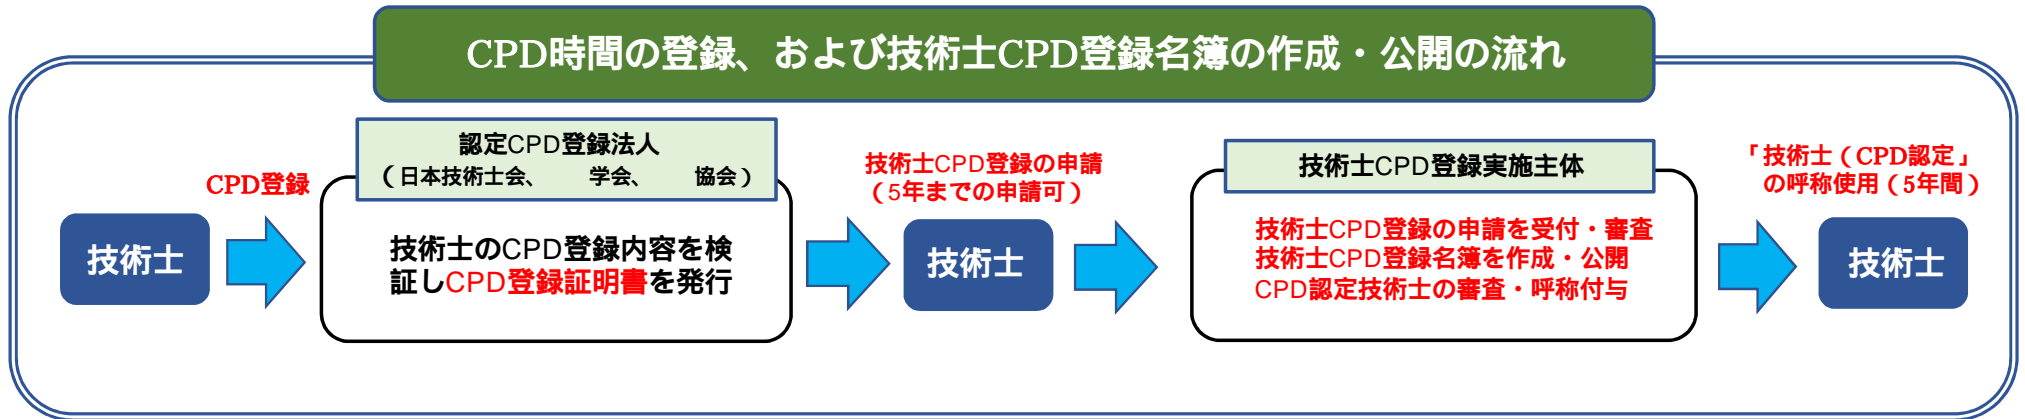 CPD時間の登録、および技術士CPD登録名簿の作成・公開の流れ
技術士
CPD登録
認定CPD登録法人
（日本技術士会、　　学会、　　協会）
技術士のCPD登録内容を検
証しCPD登録証明書を発行
技術士CPD登録の申請
（5年までの申請可）
技術士
技術士CPD登録実施主体
技術士CPD登録の申請を受付・審査
技術士CPD登録名簿を作成・公開
CPD認定技術士の審査・呼称付与
「技術士（CPD認定」
の呼称使用（5年間）
技術士